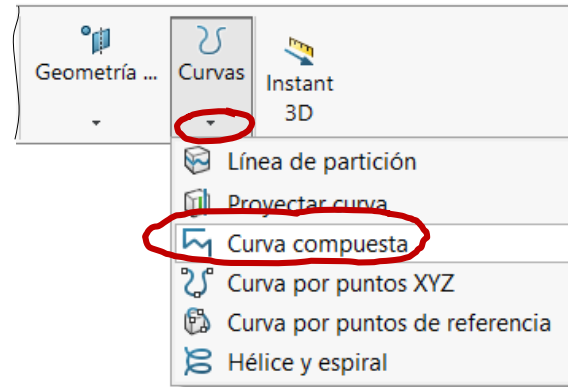 Geometría ...
Curvas
Instant
3D
Línea de partición
Proyectar curva
Curva compuesta
Curva por puntos XYZ
Curva por puntos de referencia
Hélice y espiral